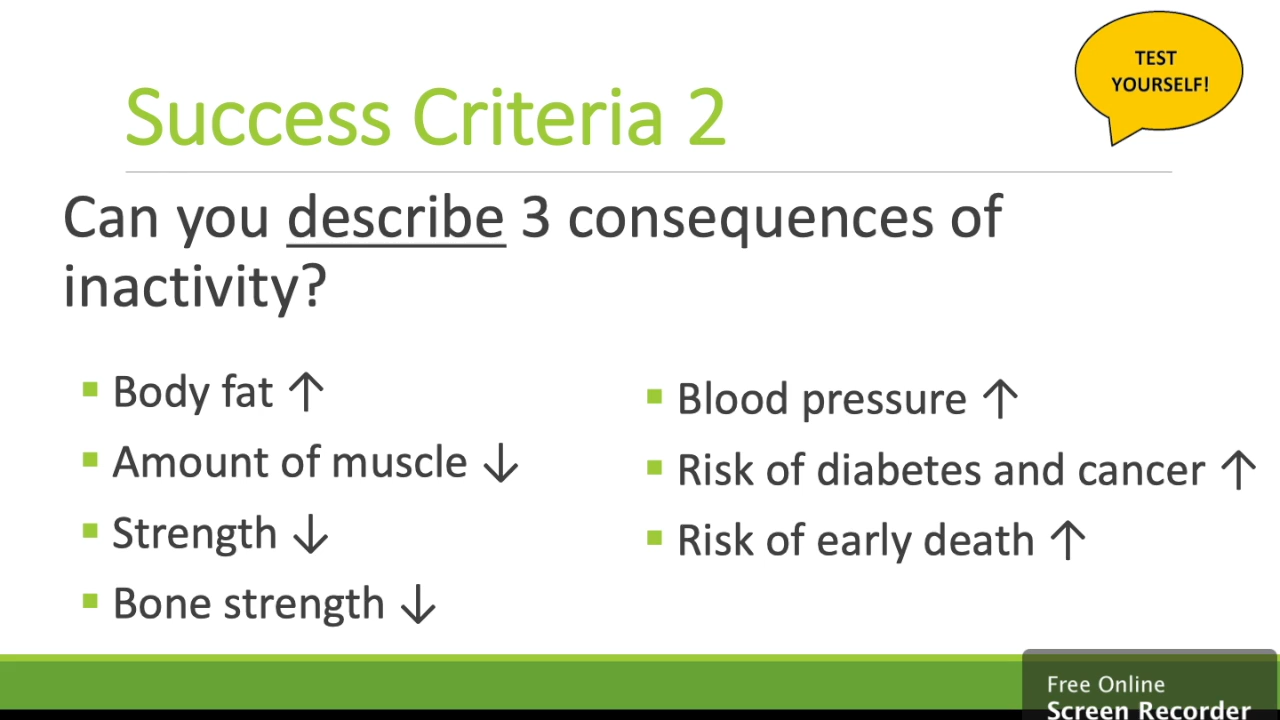 TEST
YOURSELF!
Success Criteria 2
Can you describe 3 consequences of
inactivity?
▪ Body fat ↑
▪ Amount of muscle ↓
▪ Strength ↓
▪ Bone strength ↓
▪ Blood pressure ↑
▪ Risk of diabetes and cancer ↑
▪ Risk of early death ↑
Free Online
Screen Recorder